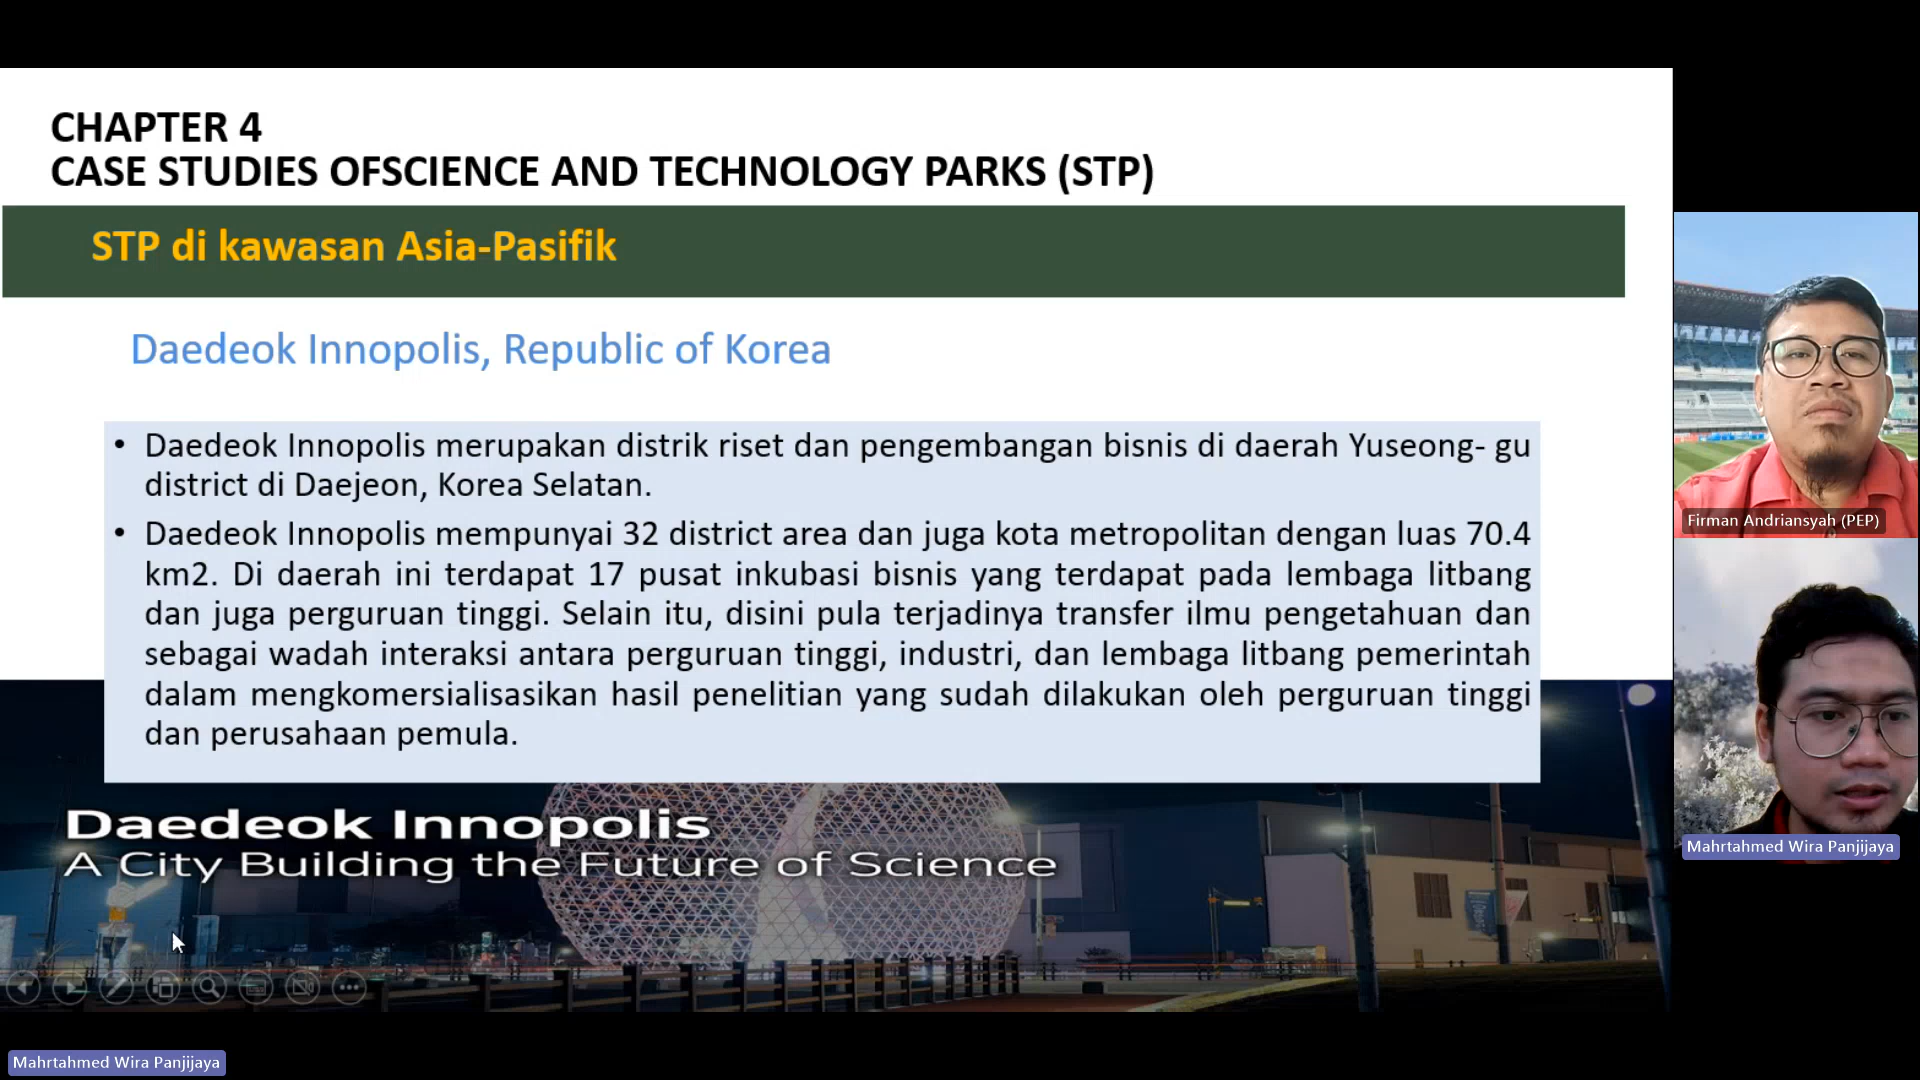 CHAPTER 4
CASE STUDIES OFSCIENCE AND TECHNOLOGY PARKS (STP)
STP di kawasan Asia-Pasifik
Daedeok Innopolis, Republic of Korea
• Daedeok Innopolis merupakan distrik riset dan pengembangan bisnis di daerah Yuseong- gu
district di Daejeon, Korea Selatan.
• Daedeok Innopolis mempunyai 32 district area dan juga kota metropolitan dengan luas 70.4
km2. Di daerah ini terdapat 17 pusat inkubasi bisnis yang terdapat pada lembaga litbang
dan juga perguruan tinggi. Selain itu, disini pula terjadinya transfer ilmu pengetahuan dan
sebagai wadah interaksi antara perguruan tinggi, industri, dan lembaga litbang pemerintah
dalam mengkomersialisasikan hasil penelitian yang sudah dilakukan oleh perguruan tinggi
dan perusahaan pemula.
Daedeok Innopolis
A City Building the Future of Science
Firman Andriansyah (PEP)
Mahrtahmed Wira Panjijaya
Mahrtahmed Wira Panjijaya